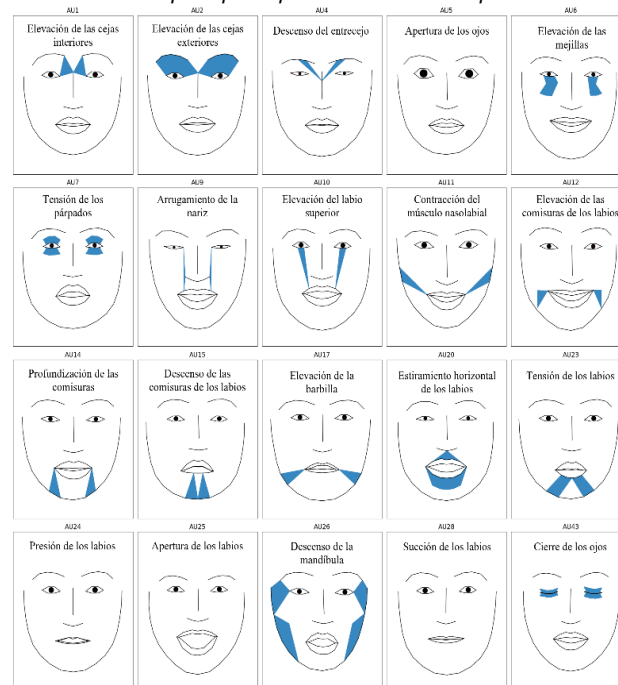 AU1
Elevación de las cejas
interiores
AU2
Elevación de las cejas
exteriores
AU4
Descenso del entrecejo
AU5
Apertura de los ojos
AU6
Elevación de las
mejillas
AU7
Tensión de los
párpados
AU9
Arrugamiento de la
nariz
AU10
Elevación del labio
superior
AU11
Contracción del
músculo nasolabial
AU12
Elevación de las
comisuras de los labios
AU14
Profundización de las
comisuras
AU15
Descenso de las
comisuras de los labios
AU17
Elevación de la
barbilla
AU20
Estiramiento horizontal
de los labios
AU23
Tensión de los labios
AU24
Presión de los labios
AU25
Apertura de los labios
AU26
Descenso de la
mandíbula
AU28
Succión de los labios
AU43
Cierre de los ojos